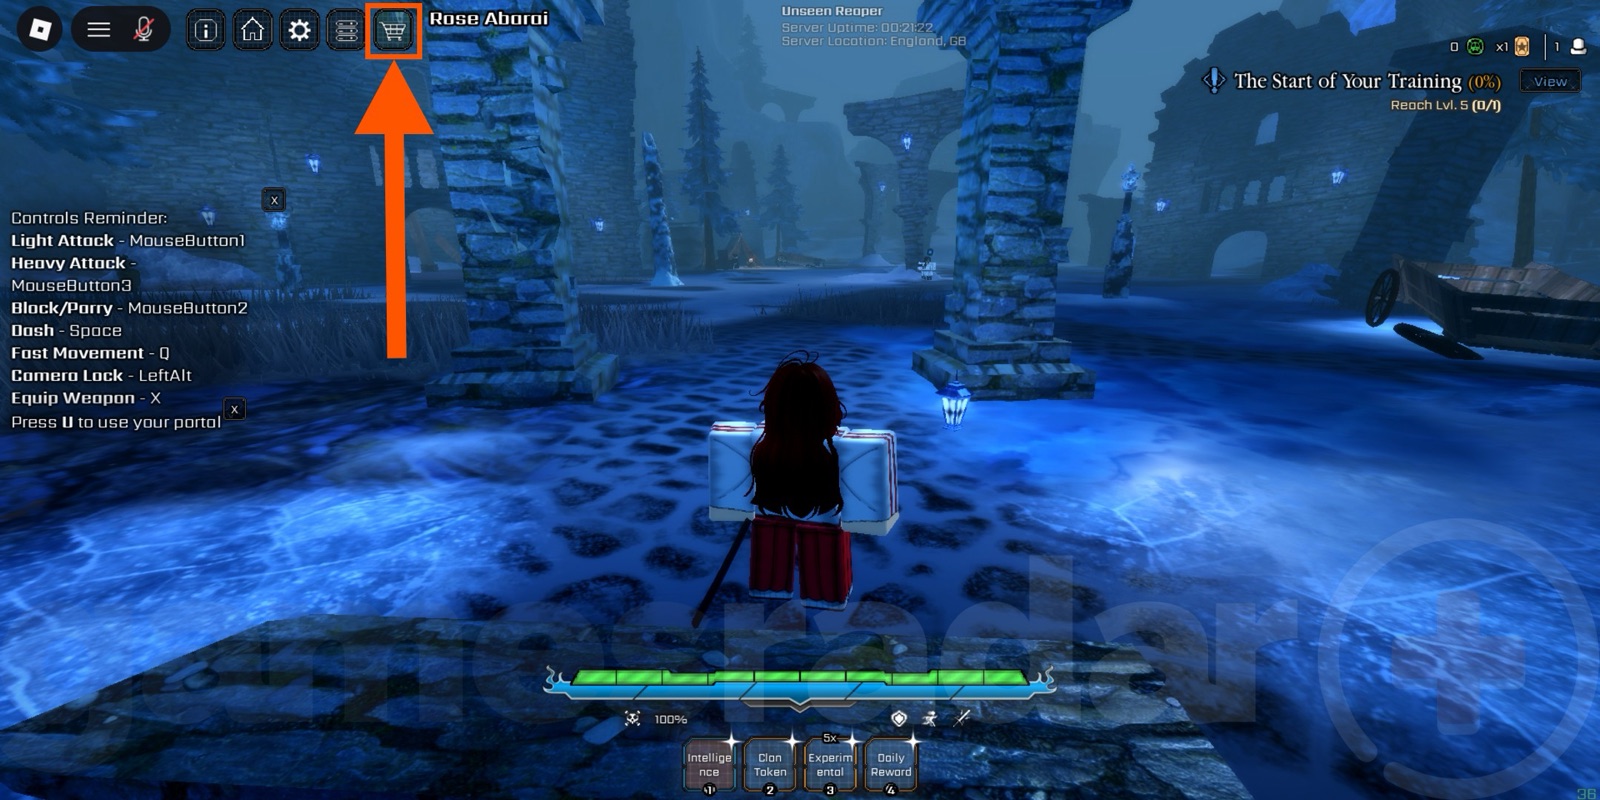 Rose Abarai
Unseen Reaper
Server Uptime: 00:21:22
Server Location: England, GB
0 x1 1
The Start of Your Training (0%)
View
Reach Lvl. 5 (0/1)
X
Controls Reminder:
Light Attack - MouseButton1
Heavy Attack -
MouseButton3
Block/Parry - MouseButton2
Dash - Space
Fast Movement - Q
Camera Lock - LeftAlt
Equip Weapon - X
Press U to use your portal
X
gamesradar
100%
5x
Intellige
nce
1
Clan
Token
2
Experim
ental
3
Daily
Reward
4
36